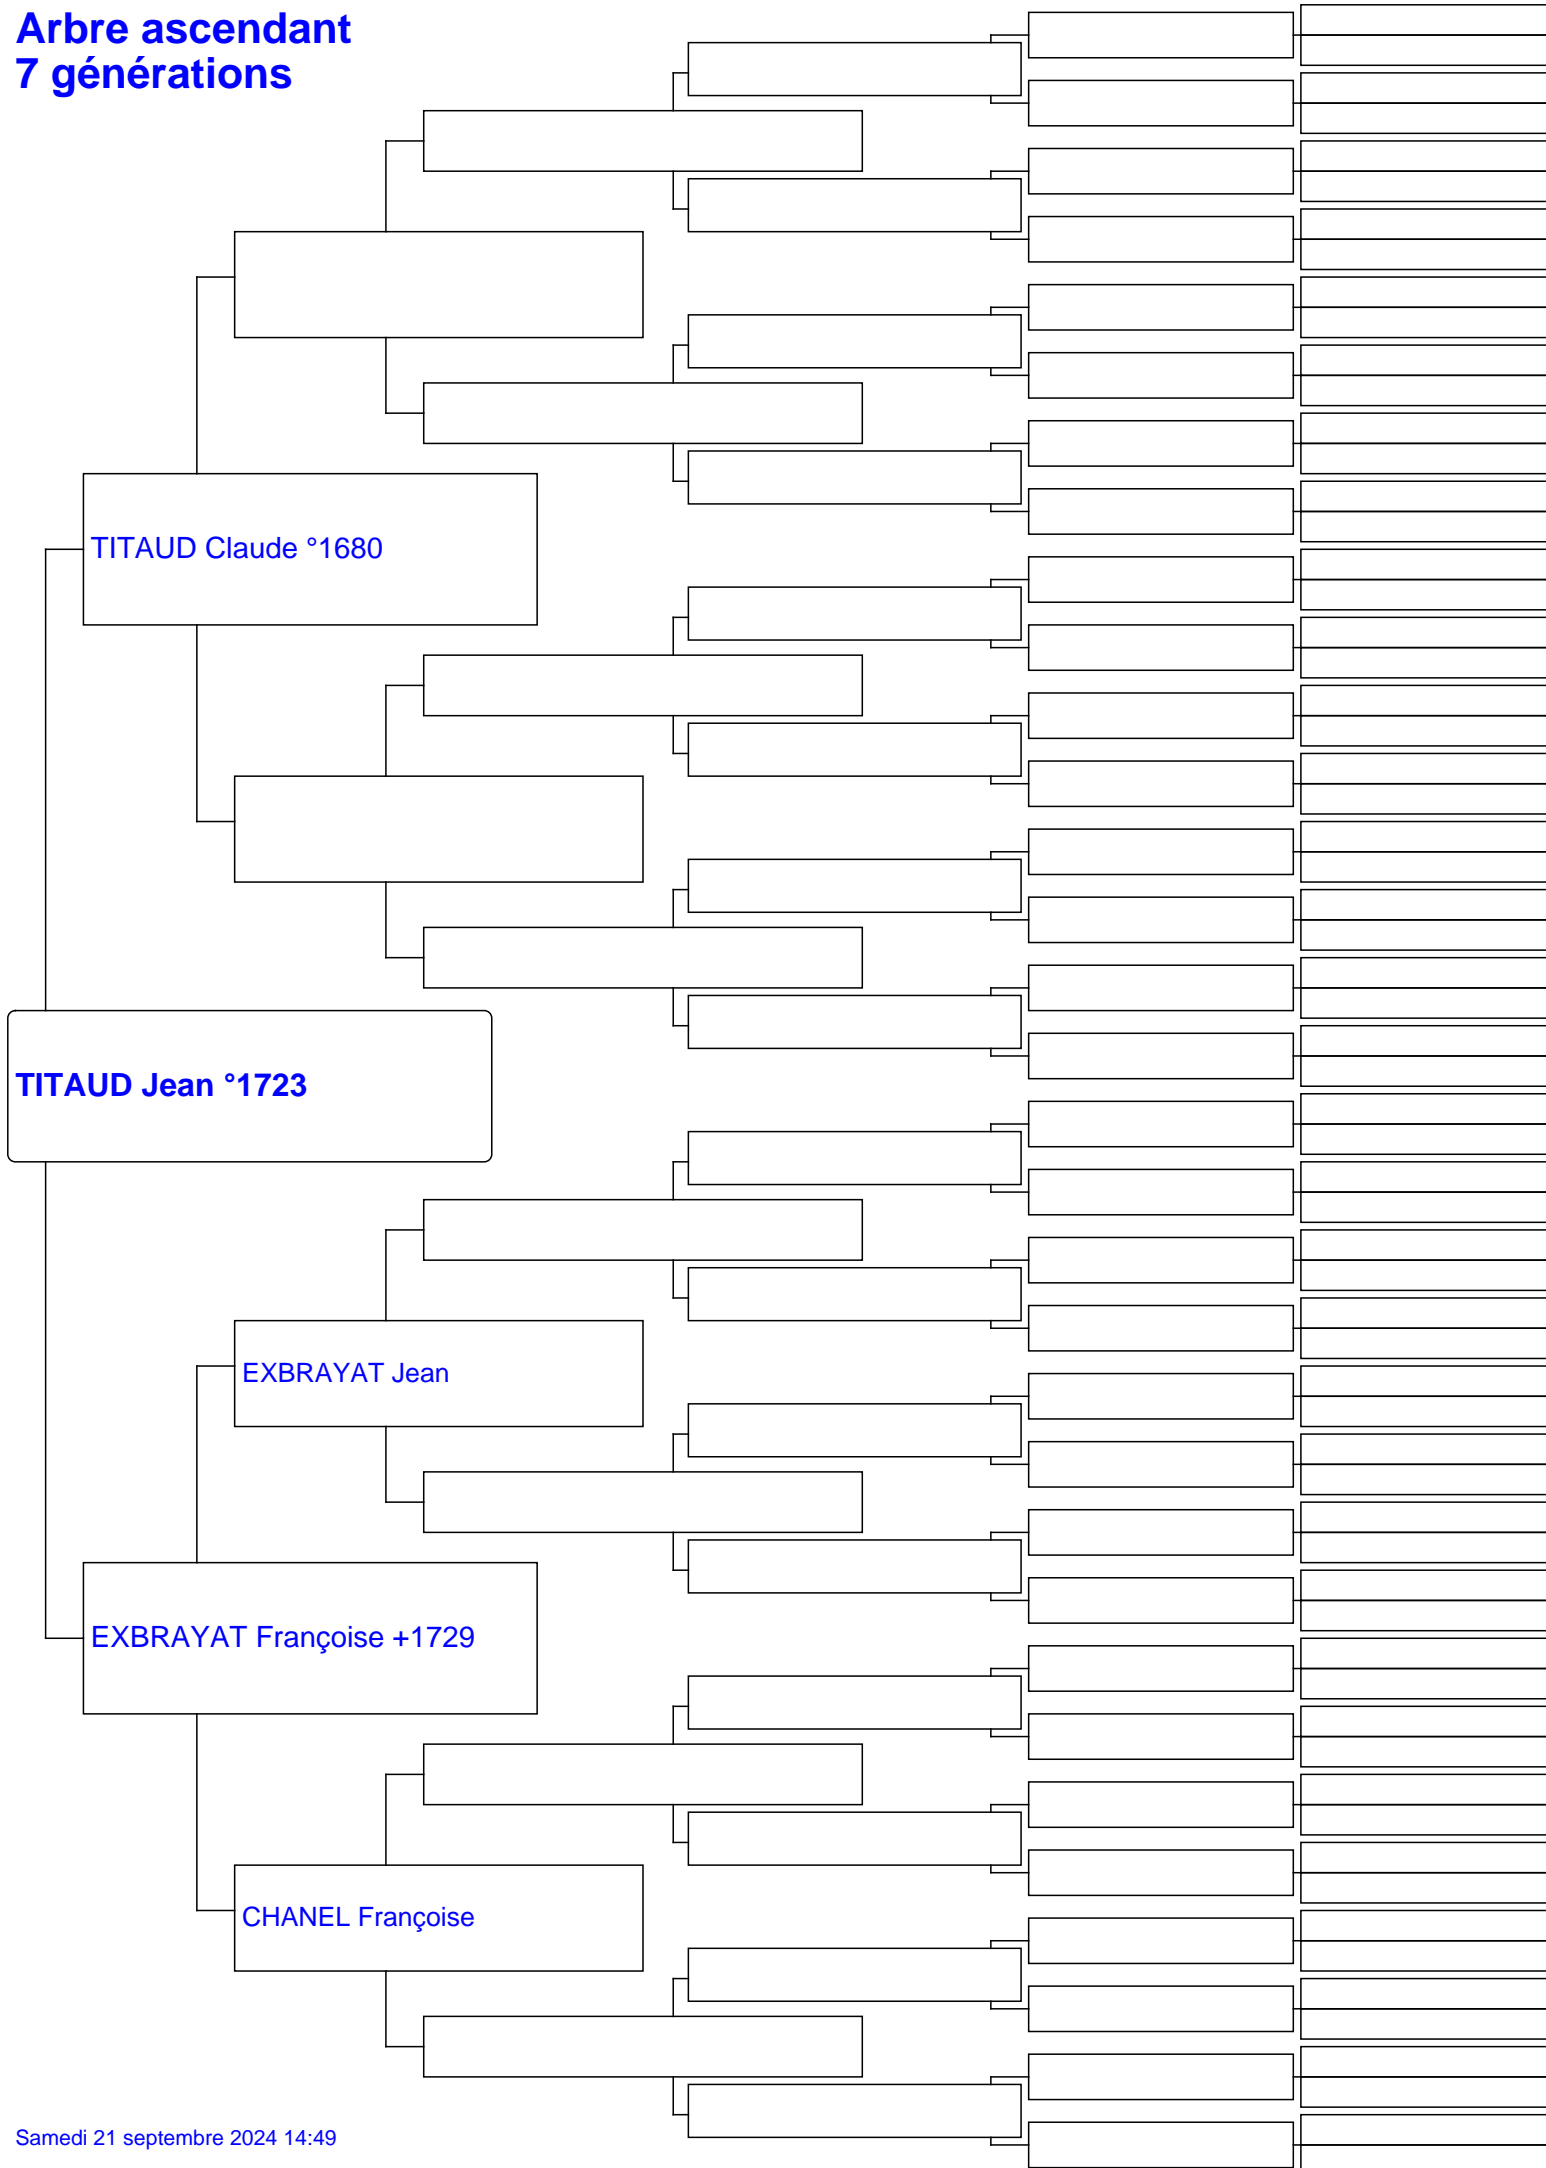 Arbre ascendant
7 générations
TITAUD Claude °1680
TITAUD Jean °1723
EXBRAYAT Jean
EXBRAYAT Françoise +1729
CHANEL Françoise
Samedi 21 septembre 2024 14:49